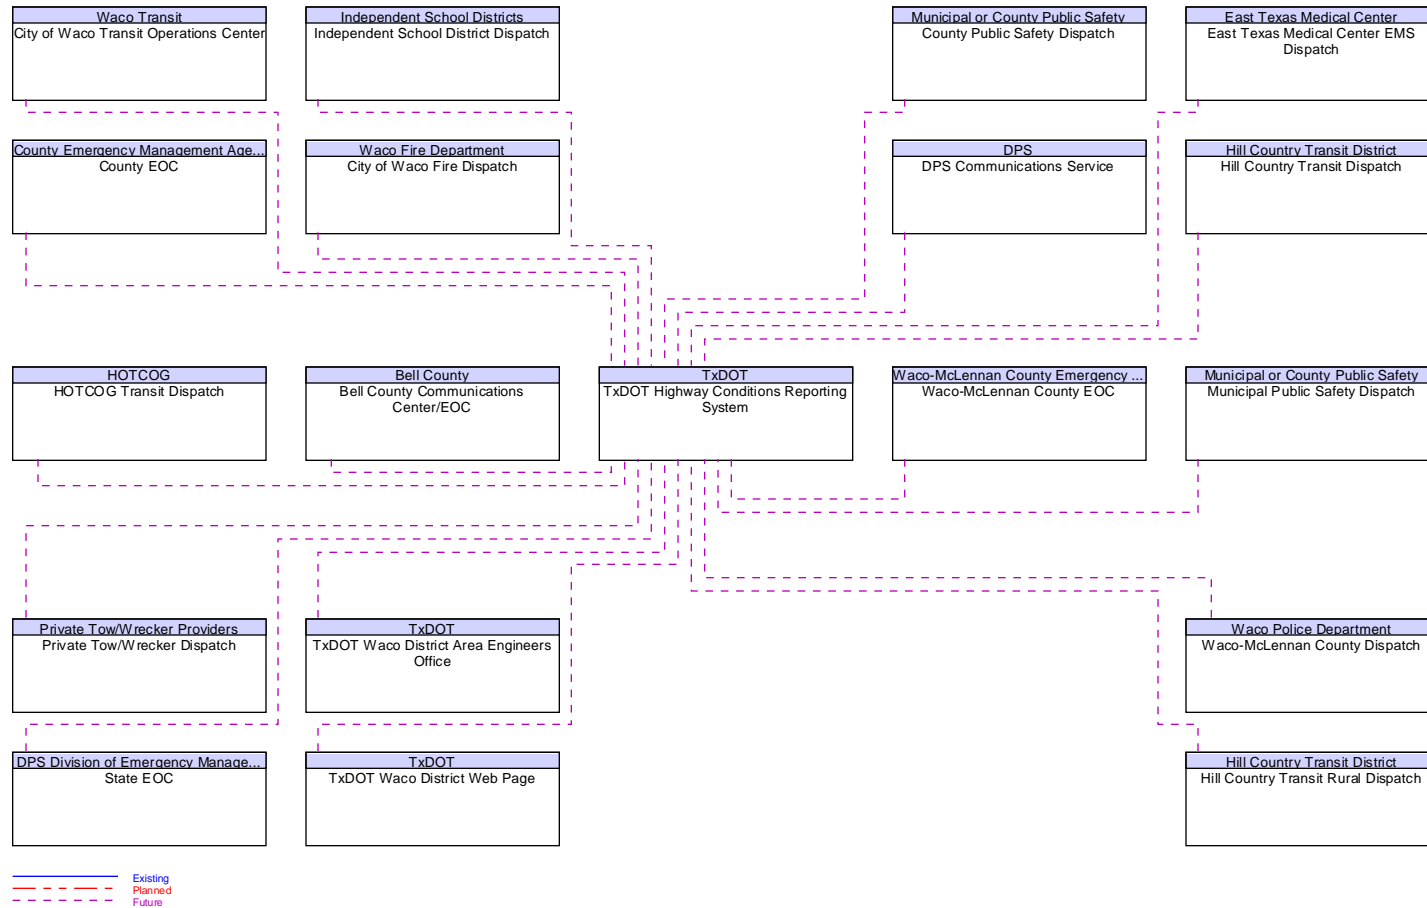 Waco Transit
City of Waco Transit Operations Center
Independent School Districts
Independent School District Dispatch
Municipal or County Public Safety
County Public Safety Dispatch
East Texas Medical Center
East Texas Medical Center EMS
Dispatch
County Emergency Management Age...
County EOC
Waco Fire Department
City of Waco Fire Dispatch
DPS
DPS Communications Service
Hill Country Transit District
Hill Country Transit Dispatch
HOTCOG
HOTCOG Transit Dispatch
Bell County
Bell County Communications
Center/EOC
TxDOT
TxDOT Highway Conditions Reporting
System
Waco-McLennan County Emergency ...
Waco-McLennan County EOC
Municipal or County Public Safety
Municipal Public Safety Dispatch
Private Tow/Wrecker Providers
Private Tow/Wrecker Dispatch
TxDOT
TxDOT Waco District Area Engineers
Office
Waco Police Department
Waco-McLennan County Dispatch
DPS Division of Emergency Manage...
State EOC
TxDOT
TxDOT Waco District Web Page
Hill Country Transit District
Hill Country Transit Rural Dispatch
Existing
Planned
Future